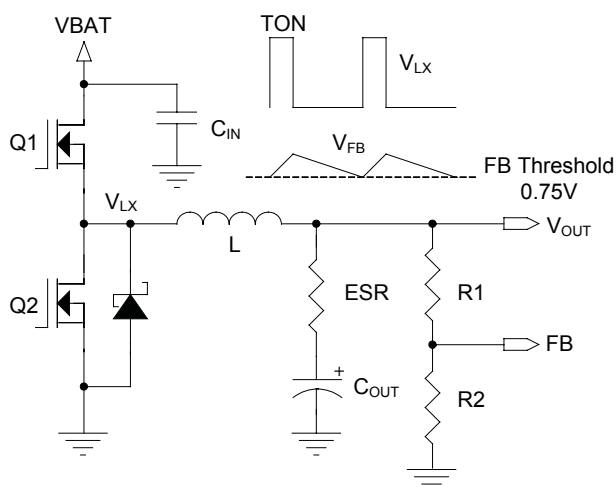 VBAT
TON
VLX
Q1
CIN
VFB
FB Threshold
0.75V
VLX
VOUT
L
Q2
ESR
R1
FB
+
COUT
R2